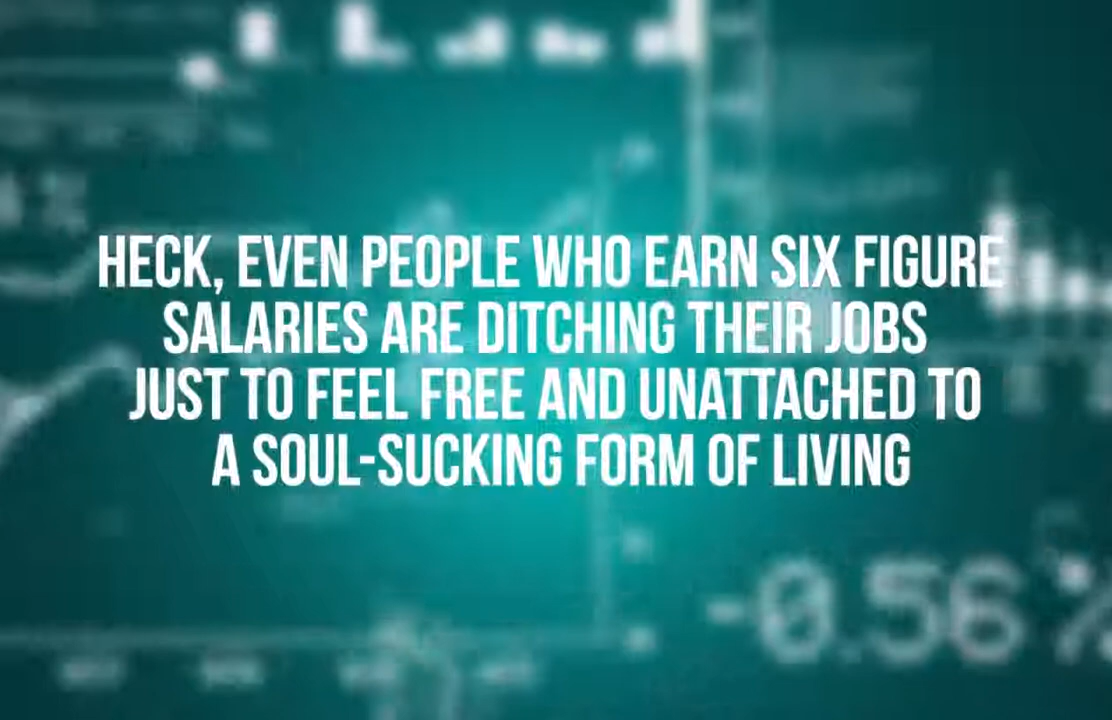 HECK, EVEN PEOPLE WHO EARN SIX FIGURE
SALARIES ARE DITCHING THEIR JOBS
JUST TO FEEL FREE AND UNATTACHED TO
A SOUL-SUCKING FORM OF LIVING
-0.56%